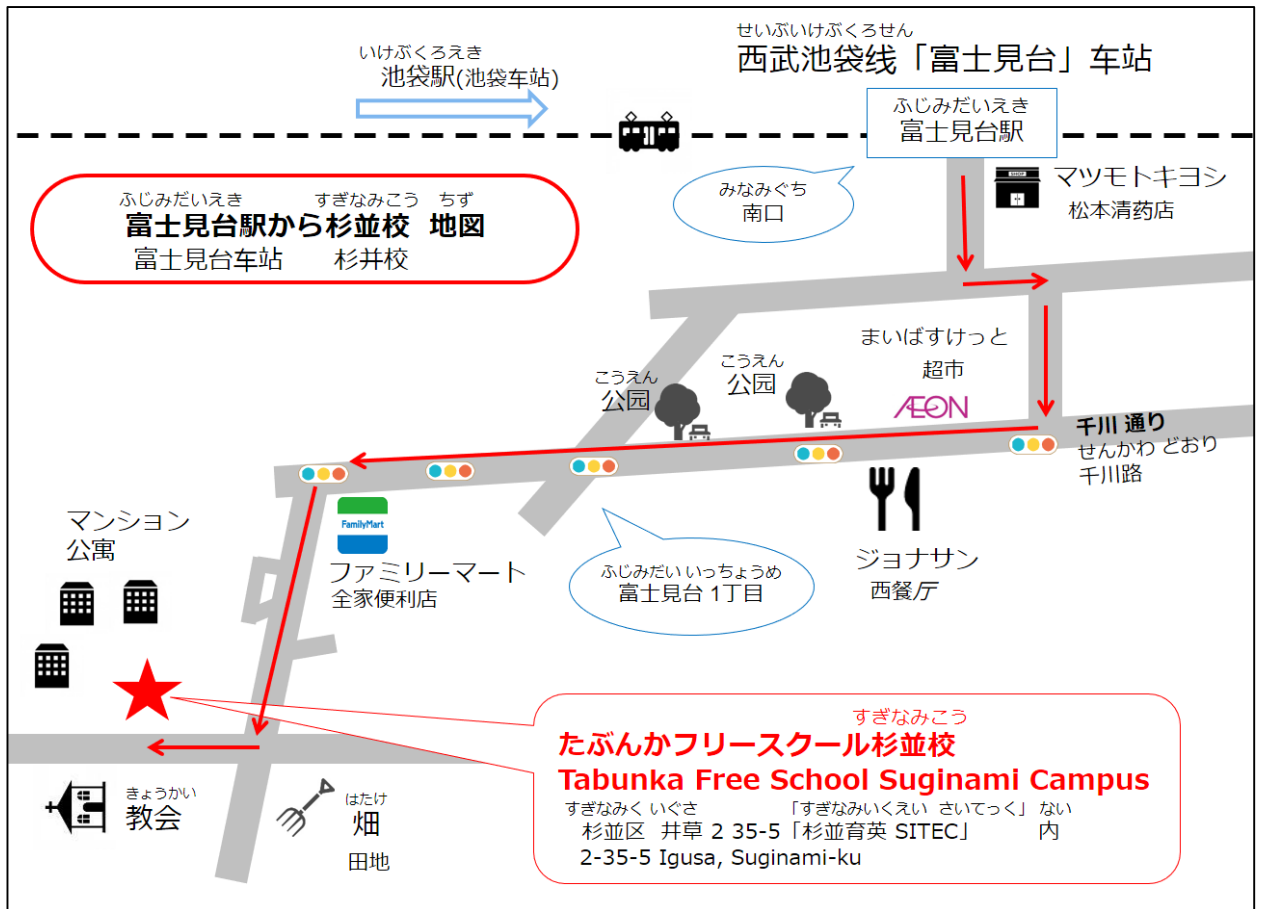 せいぶいけぶくろせん
西武池袋线「富士見台」车站
いけぶくろえき
池袋駅(池袋车站)
ふじみだいえき
富士見台駅
みなみぐち
南口
SHOP
マツモトキヨシ
松本清药店
ふじみだいえき すぎなみこう ちず
富士見台駅から杉並校 地図
富士見台车站 杉井校
まいばすけっと
超市
ÆON
こうえん
公园
こうえん
公园
千川 通り
せんかわ どおり
千川路
マンション
公寓
FamilyMart
ファミリーマート
全家便利店
ふじみだい いっちょうめ
富士見台 1丁目
ジョナサン
西餐厅
すぎなみこう
たぶんかフリースクール杉並校
Tabunka Free School Suginami Campus
すぎなみく いぐさ 「すぎなみいくえい さいてっく」 ない
杉並区 井草 2 35-5「杉並育英 SITEC」 内
2-35-5 Igusa, Suginami-ku
きょうかい
教会
はたけ
畑
田地